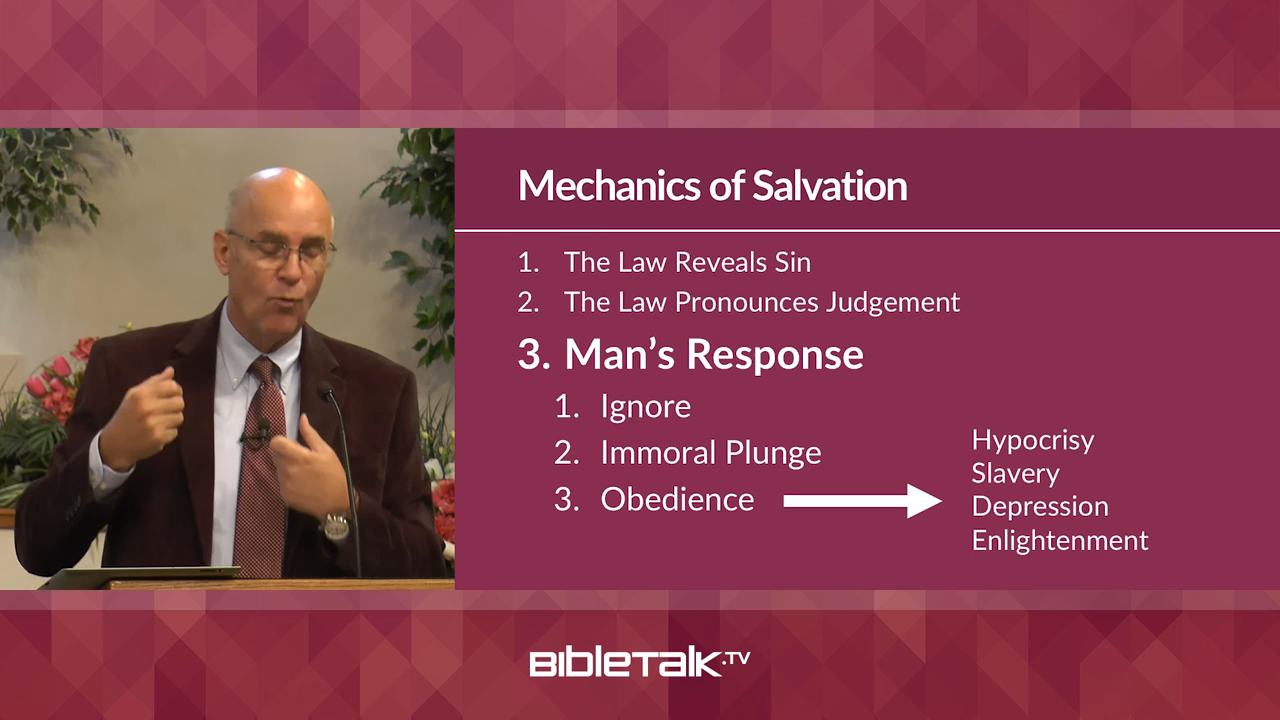 Mechanics of Salvation
1. The Law Reveals Sin
2. The Law Pronounces Judgement
3. Man's Response
1. Ignore
2. Immoral Plunge
3. Obedience
Hypocrisy
Slavery
Depression
Enlightenment
BIBLETALK.TV